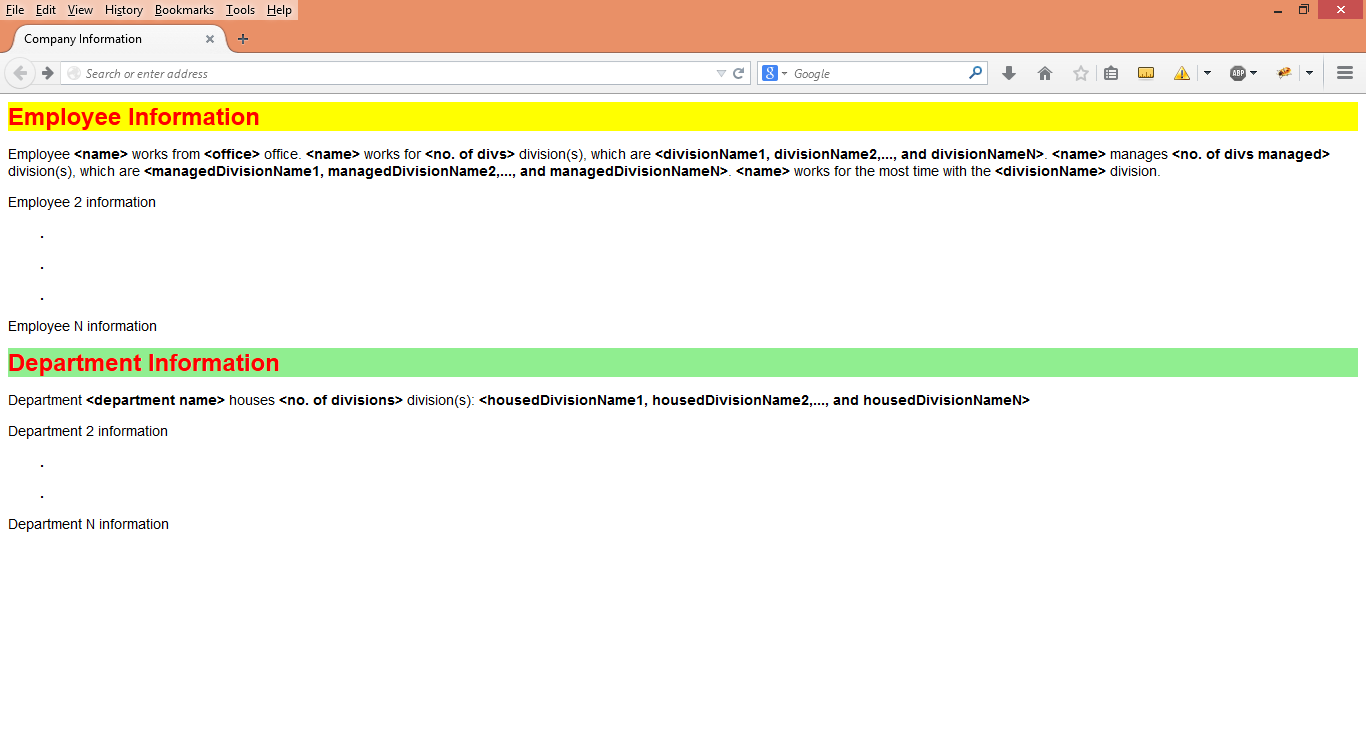 File Edit View History Bookmarks Tools Help
Company Information
Search or enter address
8 Google
ABP
Employee Information
Employee <name> works from <office> office. <name> works for <no. of divs> division(s), which are <divisionName1, divisionName2,..., and divisionNameN>. <name> manages <no. of divs managed>
division(s), which are <managedDivisionName1, managedDivisionName2,..., and managedDivisionNameN>. <name> works for the most time with the <divisionName> division.
Employee 2 information
.
.
.
Employee N information
Department Information
Department <department name> houses <no. of divisions> division(s): <housedDivisionName1, housedDivisionName2,..., and housedDivisionNameN>
Department 2 information
.
.
Department N information